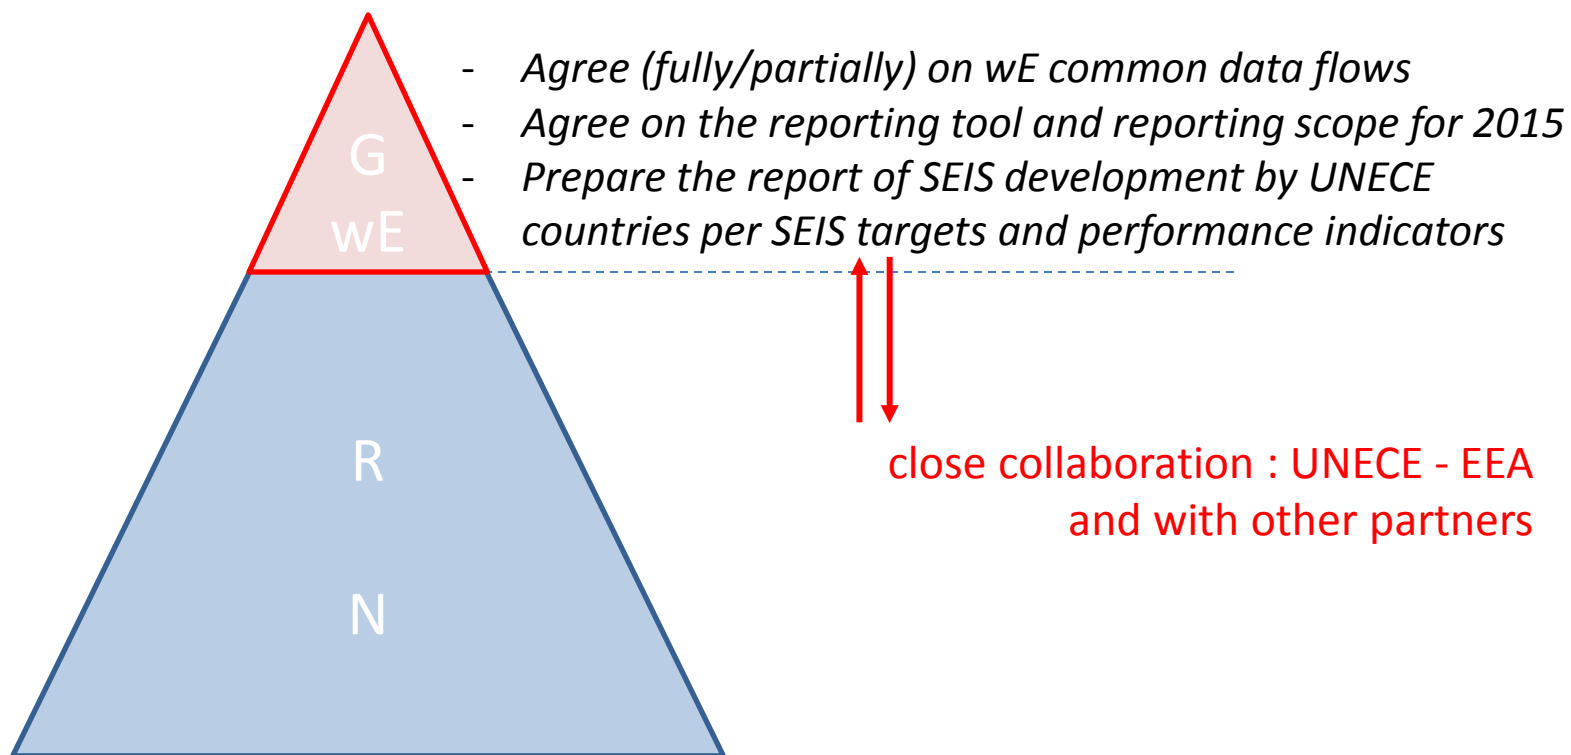 - Agree (fully/partially) on wE common data flows
- Agree on the reporting tool and reporting scope for 2015
- Prepare the report of SEIS development by UNECE
countries per SEIS targets and performance indicators
G
wE
R
N
close collaboration : UNECE - EEA
and with other partners